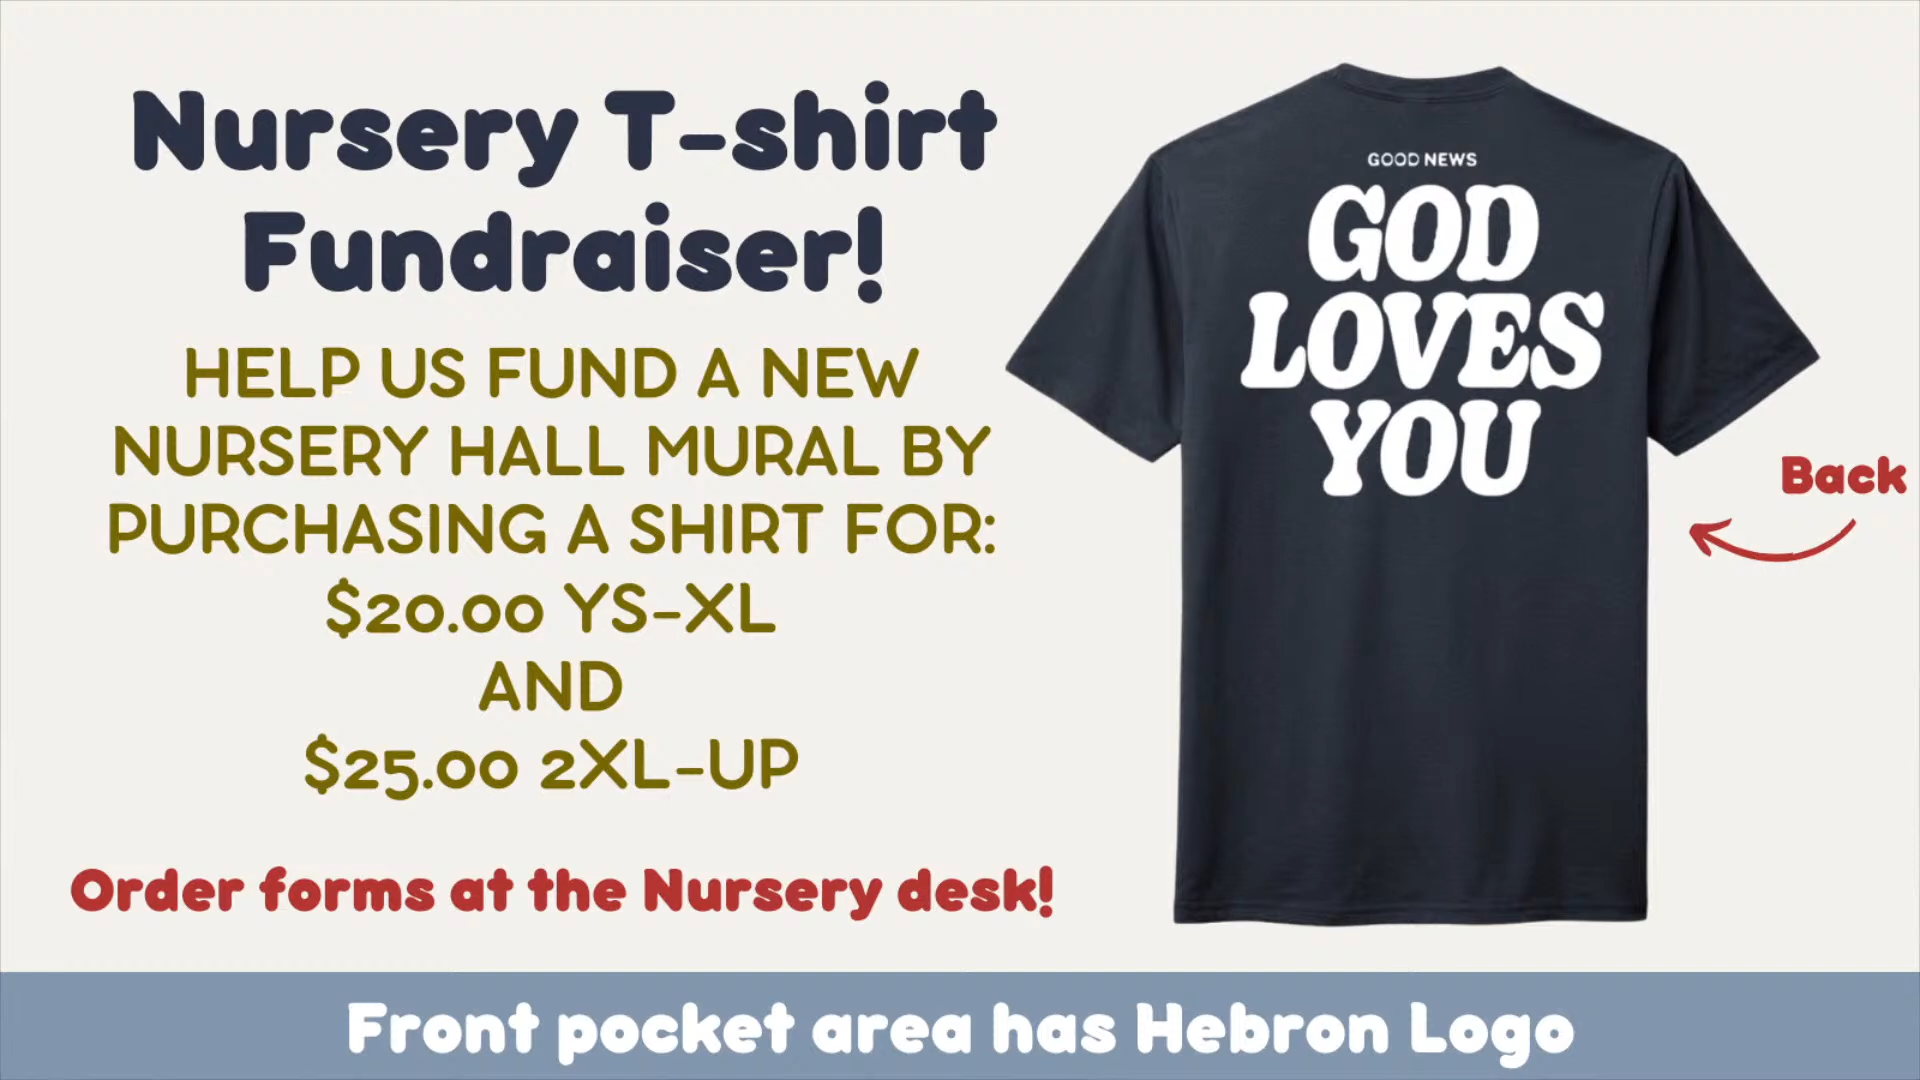 Nursery T-shirt
Fundraiser!
HELP US FUND A NEW
NURSERY HALL MURAL BY
PURCHASING A SHIRT FOR:
$20.00 YS-XL
AND
$25.00 2XL-UP
Order forms at the Nursery desk!
GOOD NEWS
GOD
LOVES
YOU
Back
Front pocket area has Hebron Logo